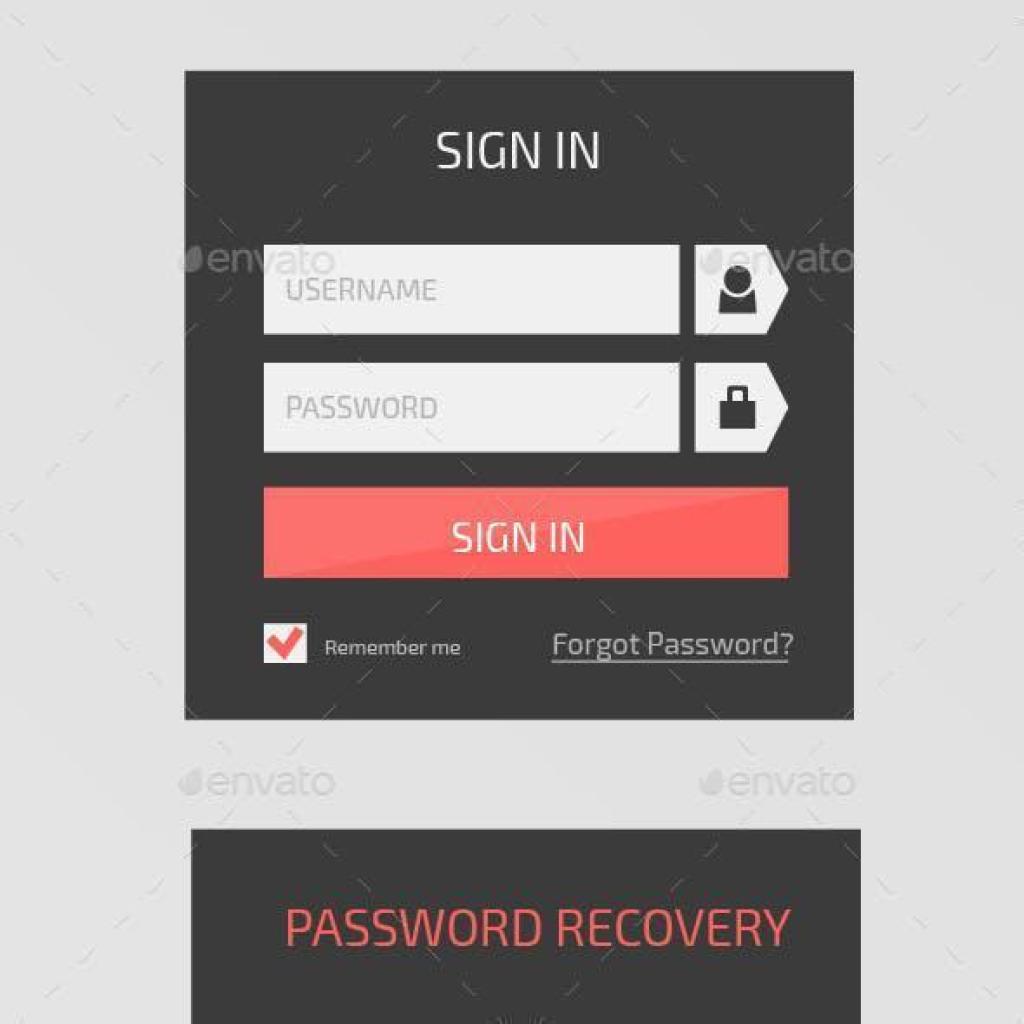 SIGN IN
envato envato
USERNAME
PASSWORD
SIGN IN
Remember me Forgot Password?
envato envato
PASSWORD RECOVERY